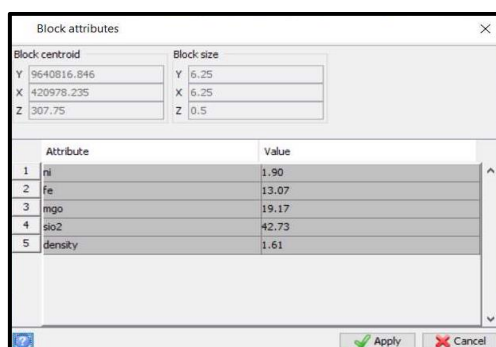 Block attributes
Block centroid Block size
Y 9640816.846 Y 6.25
X 420978.235 X 6.25
Z 307.75 Z 0.5
Attribute Value
1 ni 1.90
2 fe 13.07
3 mgo 19.17
4 sio2 42.73
5 density 1.61
? Apply Cancel